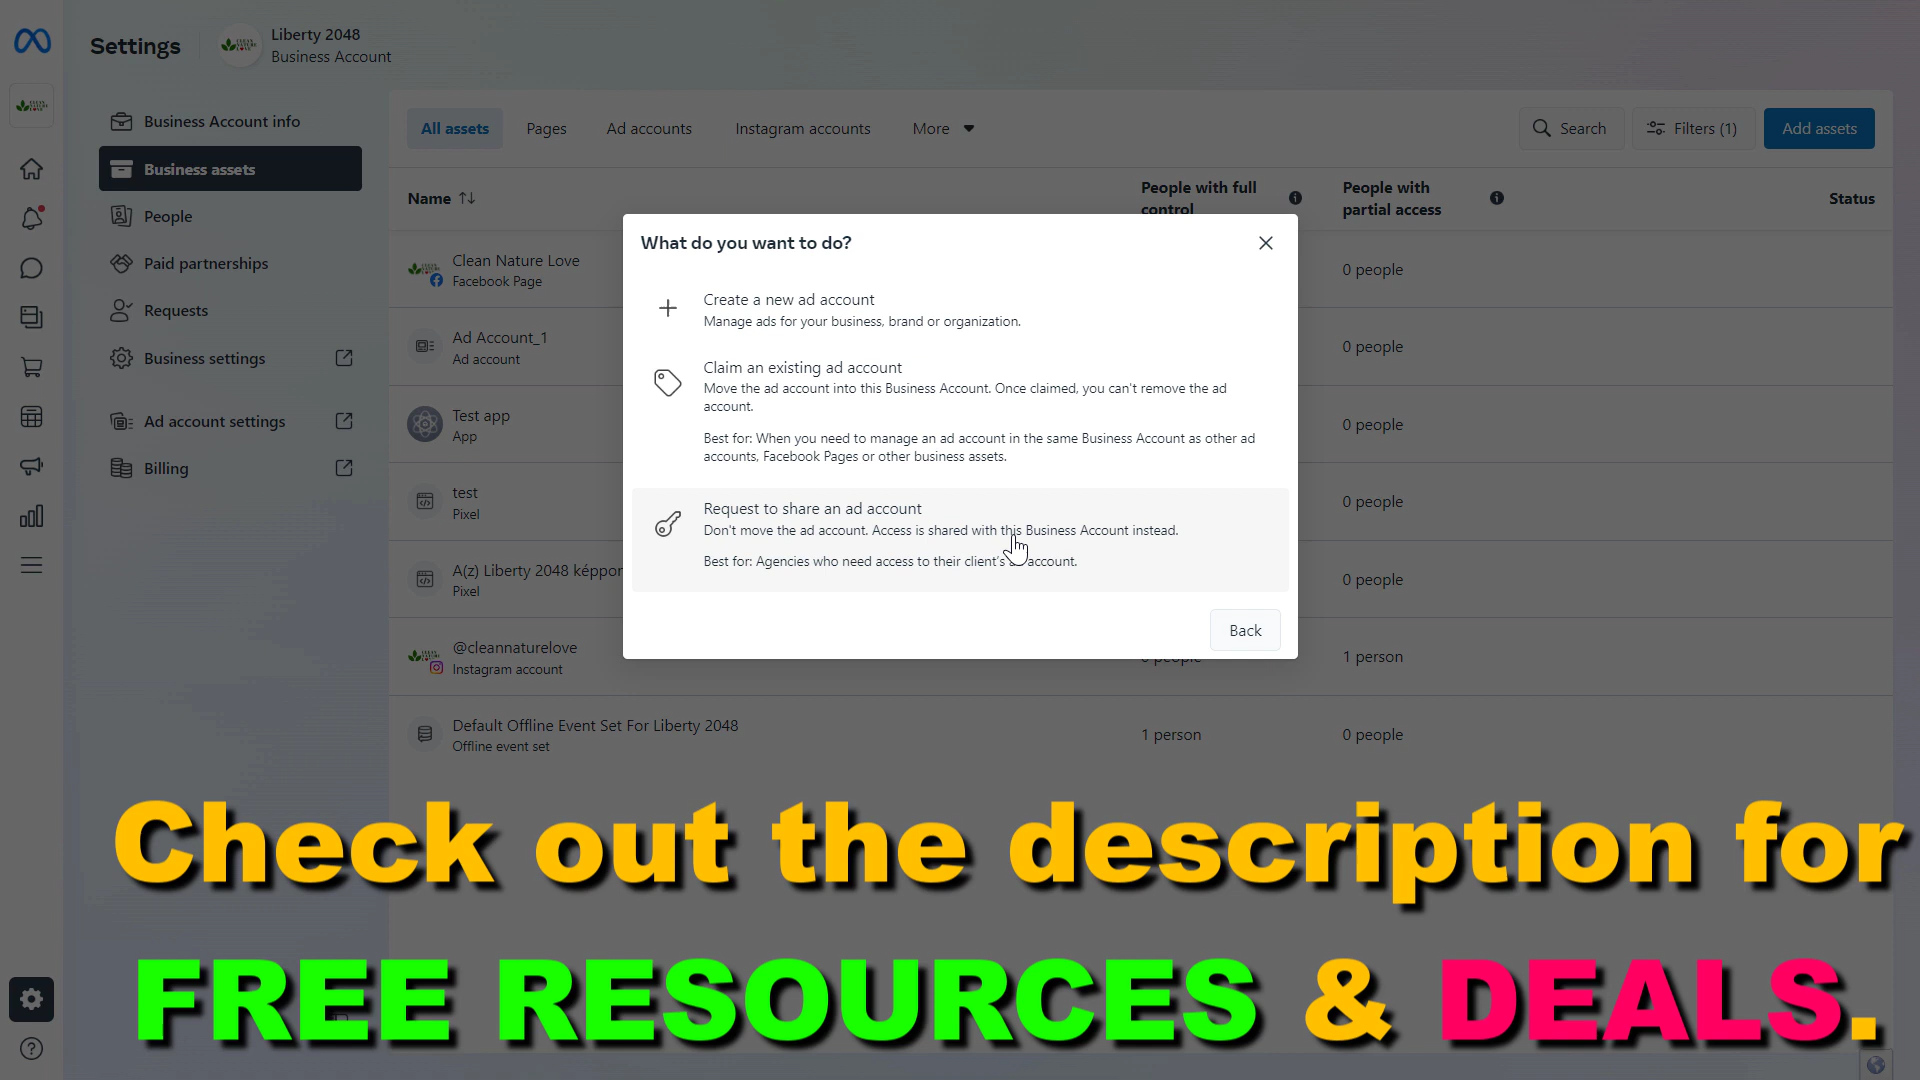 Settings
Liberty 2048
Business Account
Business Account info
Business assets
People
Paid partnerships
Requests
Business settings
Ad account settings
Billing
All assets
Pages
Ad accounts
Instagram accounts
More
Search
Filters (1)
Add assets
Name
People with full
control
People with
partial access
Status
Clean Nature Love
Facebook Page
0 people
Ad Account_1
Ad account
0 people
Test app
App
0 people
test
Pixel
0 people
A(z) Liberty 2048 képpon
Pixel
0 people
@cleannaturelove
Instagram account
0 people
1 person
Default Offline Event Set For Liberty 2048
Offline event set
1 person
0 people
What do you want to do?
Create a new ad account
Manage ads for your business, brand or organization.
Claim an existing ad account
Move the ad account into this Business Account. Once claimed, you can't remove the ad
account.
Best for: When you need to manage an ad account in the same Business Account as other ad
accounts, Facebook Pages or other business assets.
Request to share an ad account
Don't move the ad account. Access is shared with this Business Account instead.
Best for: Agencies who need access to their client's account.
Back
Check out the description for
FREE RESOURCES & DEALS.